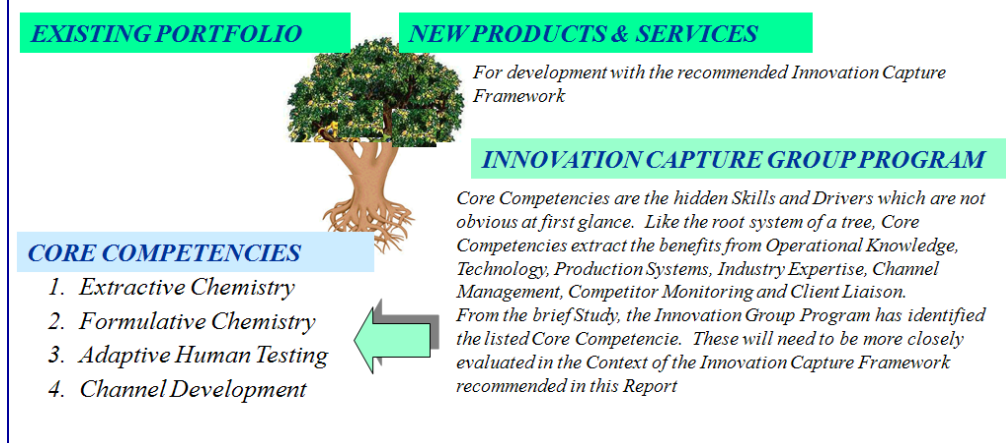 EXISTING PORTFOLIO
NEW PRODUCTS & SERVICES
For development with the recommended Innovation Capture
Framework
INNOVATION CAPTURE GROUP PROGRAM
Core Competencies are the hidden Skills and Drivers which are not
obvious at first glance. Like the root system of a tree, Core
Competencies extract the benefits from Operational Knowledge,
Technology, Production Systems, Industry Expertise, Channel
Management, Competitor Monitoring and Client Liaison.
From the brief Study, the Innovation Group Program has identified
the listed Core Competencie. These will need to be more closely
evaluated in the Context of the Innovation Capture Framework
recommended in this Report
CORE COMPETENCIES
1. Extractive Chemistry
2. Formulative Chemistry
3. Adaptive Human Testing
4. Channel Development